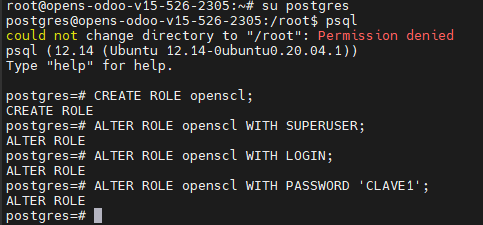 root@opens-odoo-v15-526-2305:~# su postgres
postgres@opens-odoo-v15-526-2305:/root$ psql
could not change directory to "/root": Permission denied
psql (12.14 (Ubuntu 12.14-0ubuntu0.20.04.1))
Type "help" for help.
postgres=# CREATE ROLE openscl;
CREATE ROLE
postgres=# ALTER ROLE openscl WITH SUPERUSER;
ALTER ROLE
postgres=# ALTER ROLE openscl WITH LOGIN;
ALTER ROLE
postgres=# ALTER ROLE openscl WITH PASSWORD 'CLAVE1';
ALTER ROLE
postgres=#